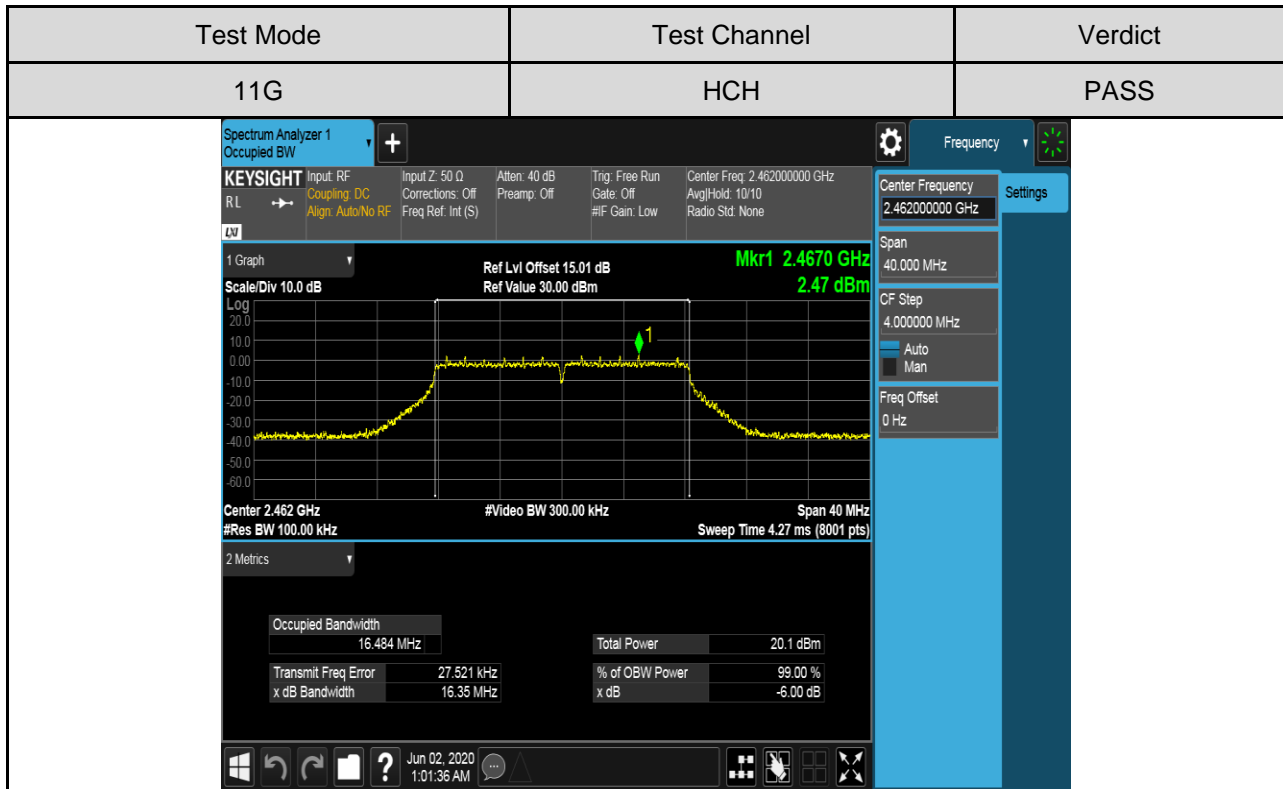 Test Mode Test Channel Verdict
11G HCH PASS
Spectrum Analyzer 1
Occupied BW
+
Frequency
KEYSIGHT Input: RF Input Z: 50 Ω Atten: 40 dB Trig: Free Run Center Freq: 2.462000000 GHz
RL Coupling: DC Corrections: Off Preamp: Off Gate: Off Avg|Hold: 10/10
Align: Auto/No RF Freq Ref: Int (S) #IF Gain: Low Radio Std: None
LXI
Center Frequency
2.462000000 GHz
Settings
Span
40.000 MHz
CF Step
4.000000 MHz
Auto
Man
Freq Offset
0 Hz
1 Graph
Ref Lvl Offset 15.01 dB
Mkr1 2.4670 GHz
Scale/Div 10.0 dB
Ref Value 30.00 dBm
2.47 dBm
Log
20.0
10.0
1
0.00
-10.0
-20.0
-30.0
-40.0
-50.0
-60.0
Center 2.462 GHz #Video BW 300.00 kHz Span 40 MHz
#Res BW 100.00 kHz Sweep Time 4.27 ms (8001 pts)
2 Metrics
Occupied Bandwidth
16.484 MHz
Total Power 20.1 dBm
Transmit Freq Error 27.521 kHz
% of OBW Power 99.00 %
x dB Bandwidth 16.35 MHz
x dB -6.00 dB
?
Jun 02, 2020
1:01:36 AM